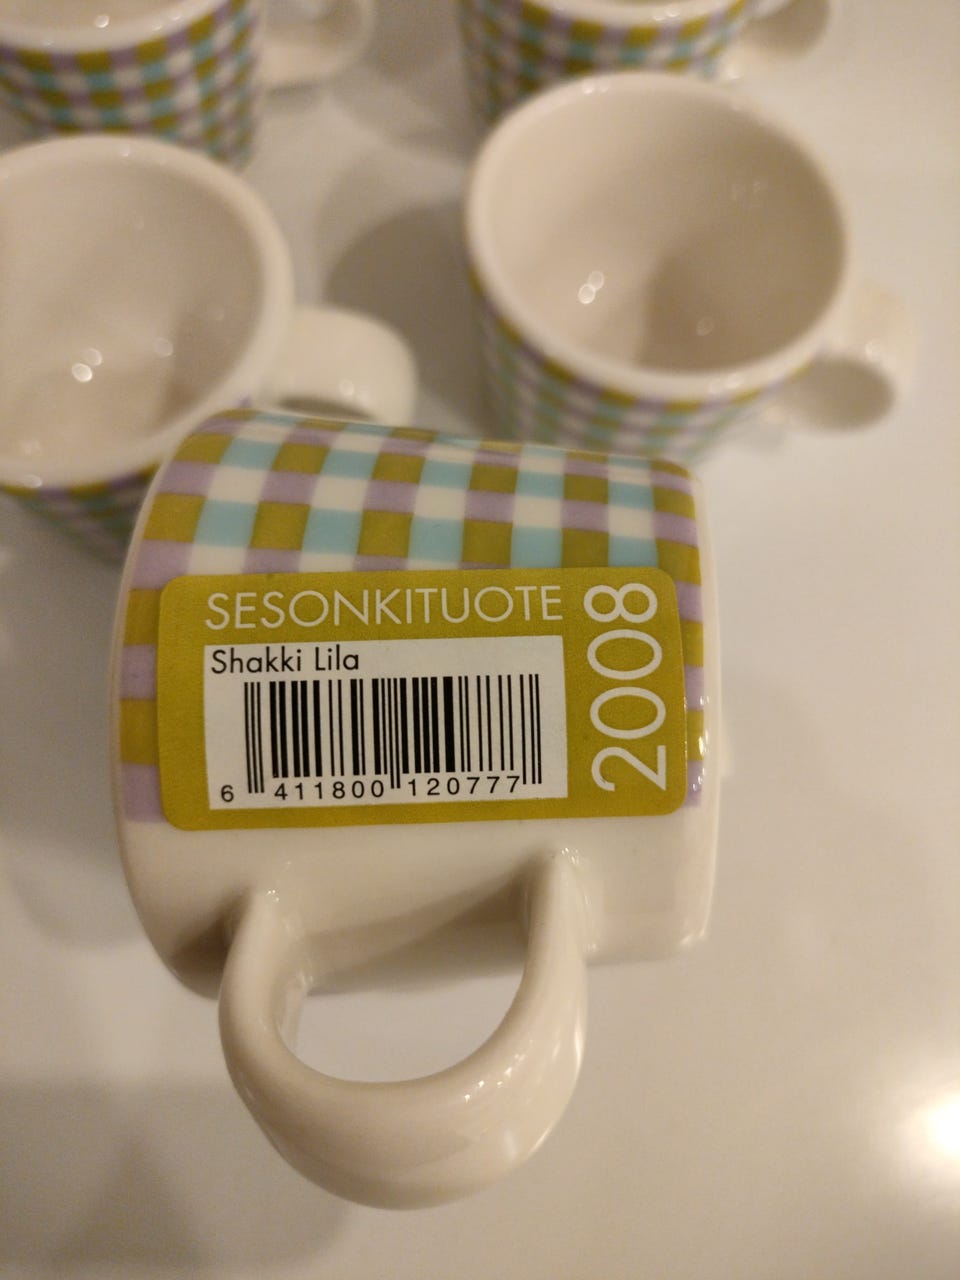 SESONKITUOTE
2008
Shakki Lila
6 411800 120777